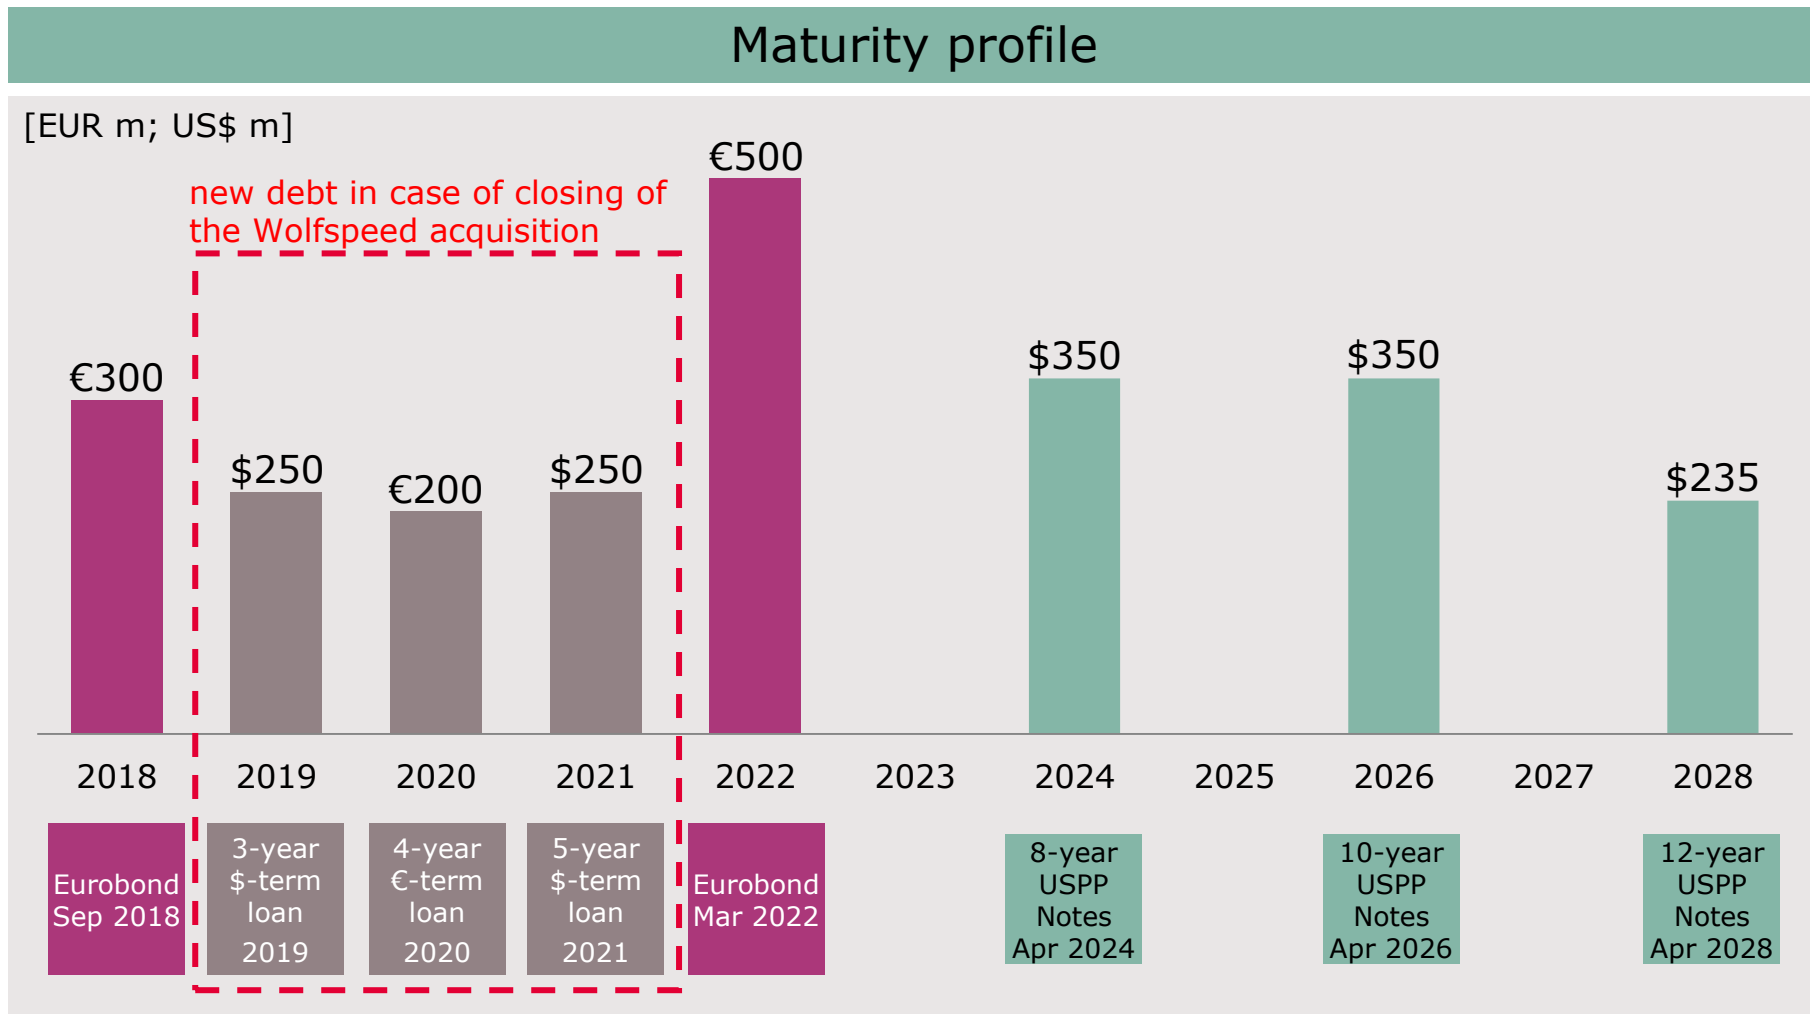 Maturity profile
[EUR m; US$ m]
new debt in case of closing of
the Wolfspeed acquisition
€300
$250
€200
$250
€500
$350
$350
$235
2018
2019
2020
2021
2022
2023
2024
2025
2026
2027
2028
Eurobond
Sep 2018
3-year
$-term
loan
2019
4-year
€-term
loan
2020
5-year
$-term
loan
2021
Eurobond
Mar 2022
8-year
USPP
Notes
Apr 2024
10-year
USPP
Notes
Apr 2026
12-year
USPP
Notes
Apr 2028